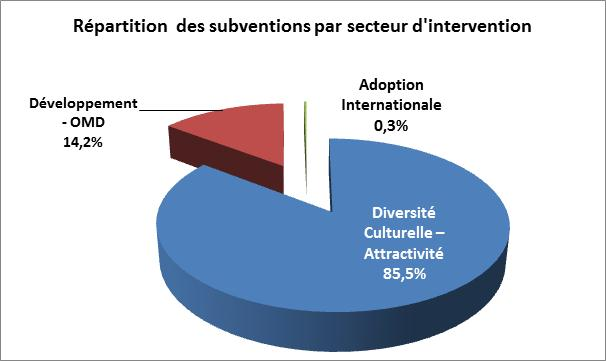 Répartition des subventions par secteur d'intervention
Développement
- OMD
14,2%
Adoption
Internationale
0,3%
Diversité
Culturelle –
Attractivité
85,5%